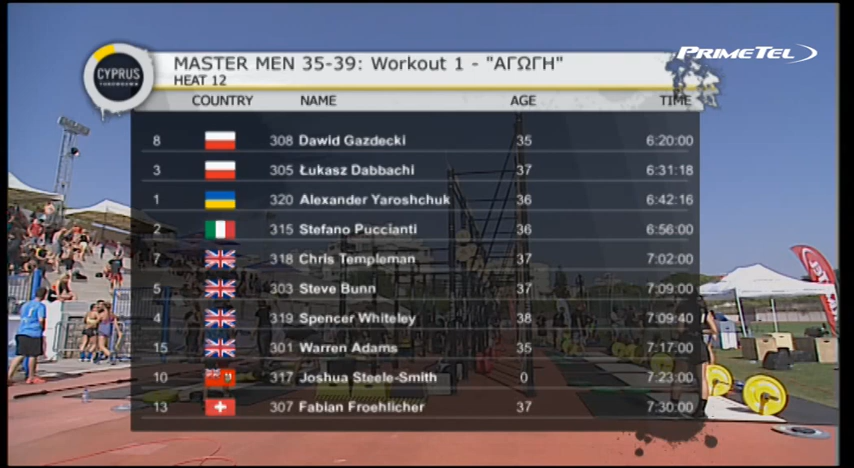 PRIMETEL
MASTER MEN 35-39: Workout 1 - "ΑΓΩΓΗ"
CYPRUS
HEAT 12
COUNTRY NAME AGE TIME
8 308 Dawid Gazdecki 35 6:20:00
3 305 Łukasz Dabbachi 37 6:31:18
1 320 Alexander Yaroshchuk 36 6:42:16
2 315 Stefano Puccianti 36 6:56:00
7 318 Chris Templeman 37 7:02:00
5 303 Steve Bunn 37 7:09:00
4 319 Spencer Whiteley 38 7:09:40
15 301 Warren Adams 35 7:17:00
10 317 Joshua Steele-Smith 0 7:23:00
13 307 Fabian Froehlicher 37 7:30:00